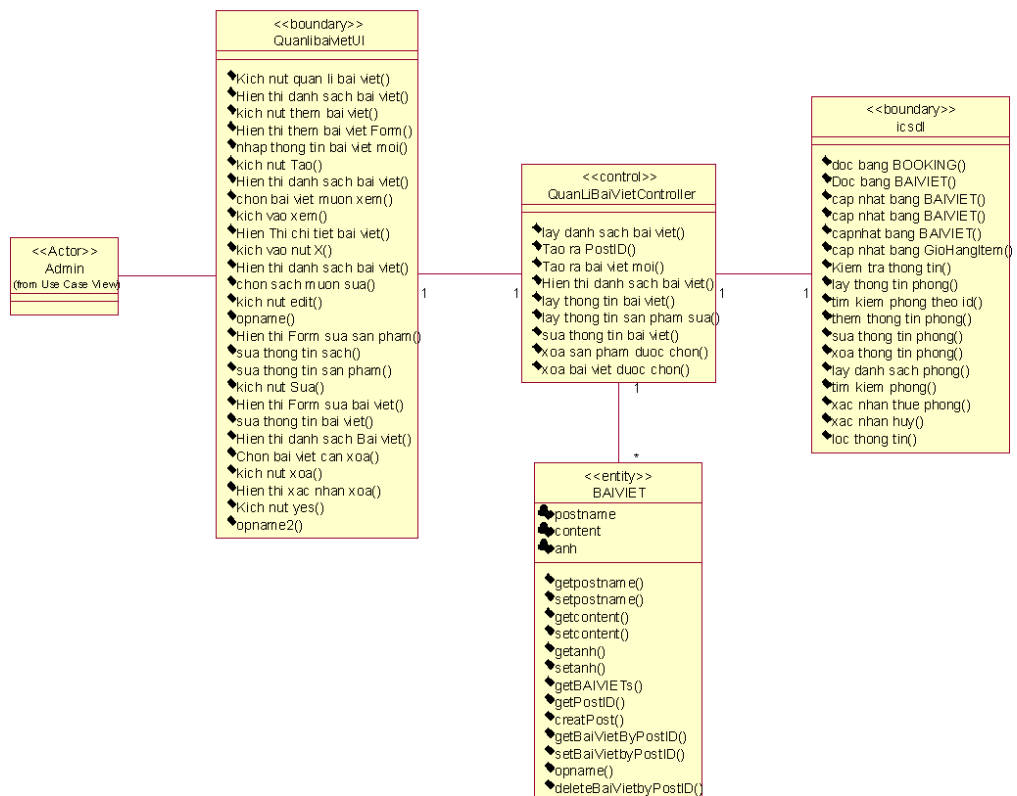 <<Actor>>
Admin
(from Use Case View)
<<boundary>>
QuanlibaivietUI
Kich nut quan li bai viet()
Hien thi danh sach bai viet()
kich nut them bai viet()
Hien thi them bai viet Form()
nhap thong tin bai viet moi()
kich nut Tao()
Hien thi danh sach bai viet()
chon bai viet muon xem()
kich vao xem()
Hien Thi chi tiet bai viet()
kich vao nut X()
Hien thi danh sach bai viet()
chon sach muon sua()
kich nut edit()
opname()
Hien thi Form sua san pham()
sua thong tin sach()
sua thong tin san pham()
kich nut Sua()
Hien thi Form sua bai viet()
sua thong tin bai viet()
Hien thi danh sach Bai viet()
Chon bai viet can xoa()
kich nut xoa()
Hien thi xac nhan xoa()
Kich nut yes()
opname2()
1
1
<<control>>
QuanLiBaiVietController
lay danh sach bai viet()
Tao ra PostID()
Tao ra bai viet moi()
Hien thi danh sach bai viet()
lay thong tin bai viet()
lay thong tin san pham sua()
sua thong tin bai viet()
xoa san pham duoc chon()
xoa bai viet duoc chon()
1
1
1
*
<<boundary>>
icsdl
doc bang BOOKING()
Doc bang BAIVIET()
cap nhat bang BAIVIET()
cap nhat bang BAIVIET()
capnhat bang BAIVIET()
cap nhat bang GioHangItem()
Kiem tra thong tin()
lay thong tin phong()
tim kiem phong theo id()
them thong tin phong()
sua thong tin phong()
xoa thong tin phong()
lay danh sach phong()
tim kiem phong()
xac nhan thue phong()
xac nhan huy()
loc thong tin()
<<entity>>
BAIVIET
postname
content
anh
getpostname()
setpostname()
getcontent()
setcontent()
getanh()
setanh()
getBAIVIETs()
getPostID()
creatPost()
getBaiVietByPostID()
setBaiVietbyPostID()
opname()
deleteBaiVietbyPostID()